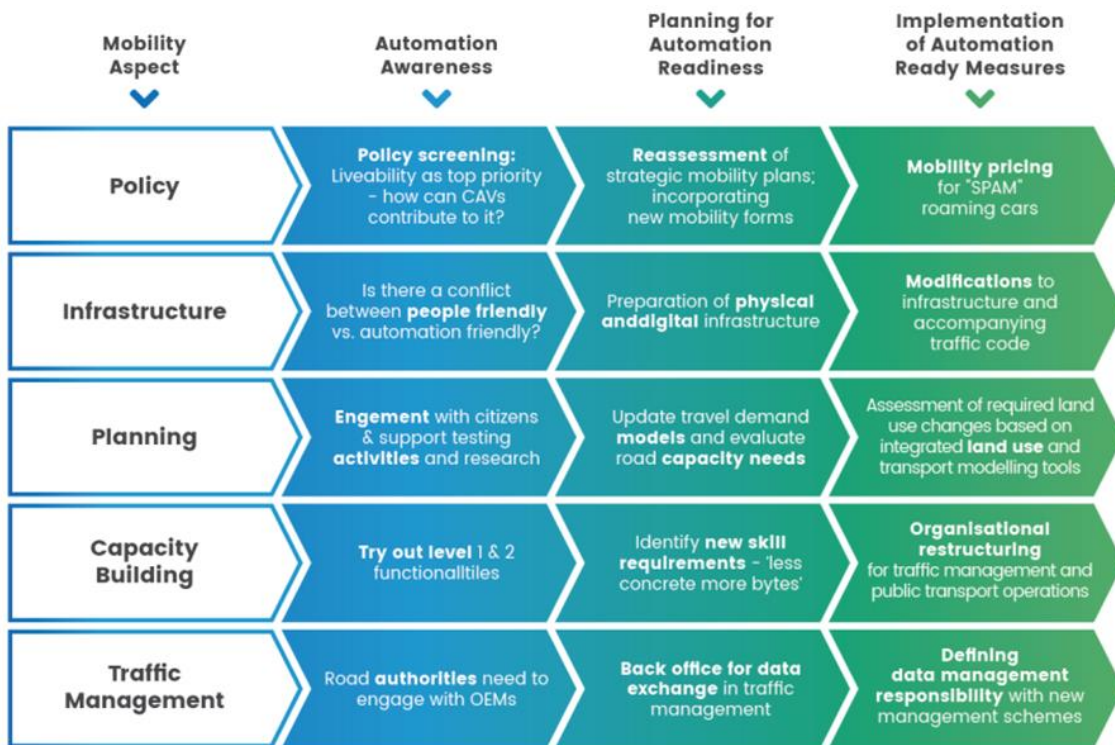 Mobility
Aspect
Automation
Awareness
Planning for
Automation
Readiness
Implementation
of Automation
Ready Measures
Policy
Policy screening:
Liveability as top priority
- how can CAVs
contribute to it?
Reassessment of
strategic mobility plans;
incorporating
new mobility forms
Mobility pricing
for "SPAM"
roaming cars
Infrastructure
Is there a conflict
between people friendly
vs. automation friendly?
Preparation of physical
anddigital infrastructure
Modifications to
infrastructure and
accompanying
traffic code
Planning
Engement with citizens
& support testing
activities and research
Update travel demand
models and evaluate
road capacity needs
Assessment of required land
use changes based on
integrated land use and
transport modelling tools
Capacity
Building
Try out level 1 & 2
functionalltiles
Identify new skill
requirements - 'less
concrete more bytes'
Organisational
restructuring
for traffic management and
public transport operations
Traffic
Management
Road authorities need to
engage with OEMs
Back office for data
exchange in traffic
management
Defining
data management
responsibility with new
management schemes